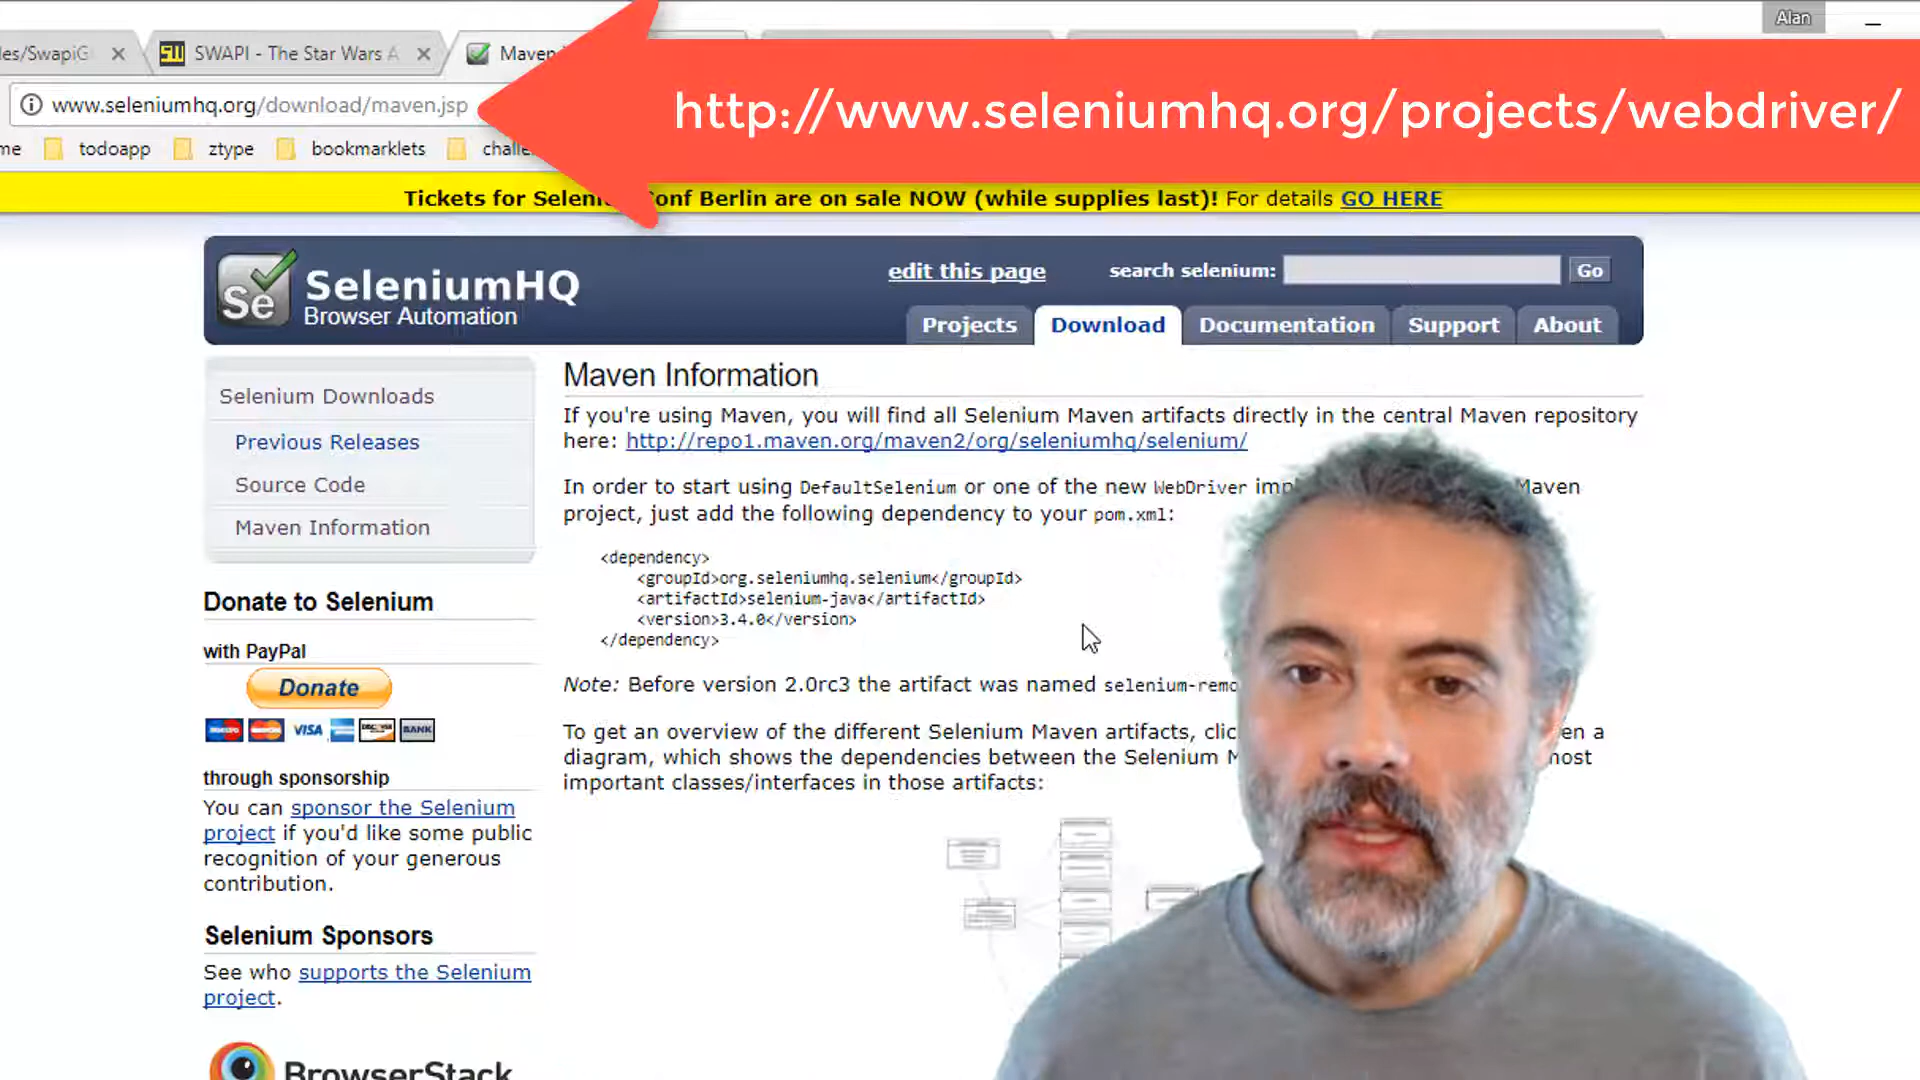 Alan
les/SwapiG
SWAPI - The Star Wars A
Maven
www.seleniumhq.org/download/maven.jsp
http://www.seleniumhq.org/projects/webdriver/
me todoapp ztype bookmarklets challe
Tickets for Seleni onf Berlin are on sale NOW (while supplies last)! For details GO HERE
Se SeleniumHQ
Browser Automation
edit this page search selenium: Go
Projects Download Documentation Support About
Selenium Downloads
Previous Releases
Source Code
Maven Information
Donate to Selenium
with PayPal
Donate
VISA DISCOVER BANK
through sponsorship
You can sponsor the Selenium
project if you'd like some public
recognition of your generous
contribution.
Selenium Sponsors
See who supports the Selenium
project.
BrowserStack
Maven Information
If you're using Maven, you will find all Selenium Maven artifacts directly in the central Maven repository
here: http://repo1.maven.org/maven2/org/seleniumhq/selenium/
In order to start using DefaultSelenium or one of the new WebDriver impl Maven
project, just add the following dependency to your pom.xml:
<dependency>
<groupId>org.seleniumhq.selenium</groupId>
<artifactId>selenium-java</artifactId>
<version>3.4.0</version>
</dependency>
Note: Before version 2.0rc3 the artifact was named selenium-remo
To get an overview of the different Selenium Maven artifacts, clic en a
diagram, which shows the dependencies between the Selenium M most
important classes/interfaces in those artifacts: